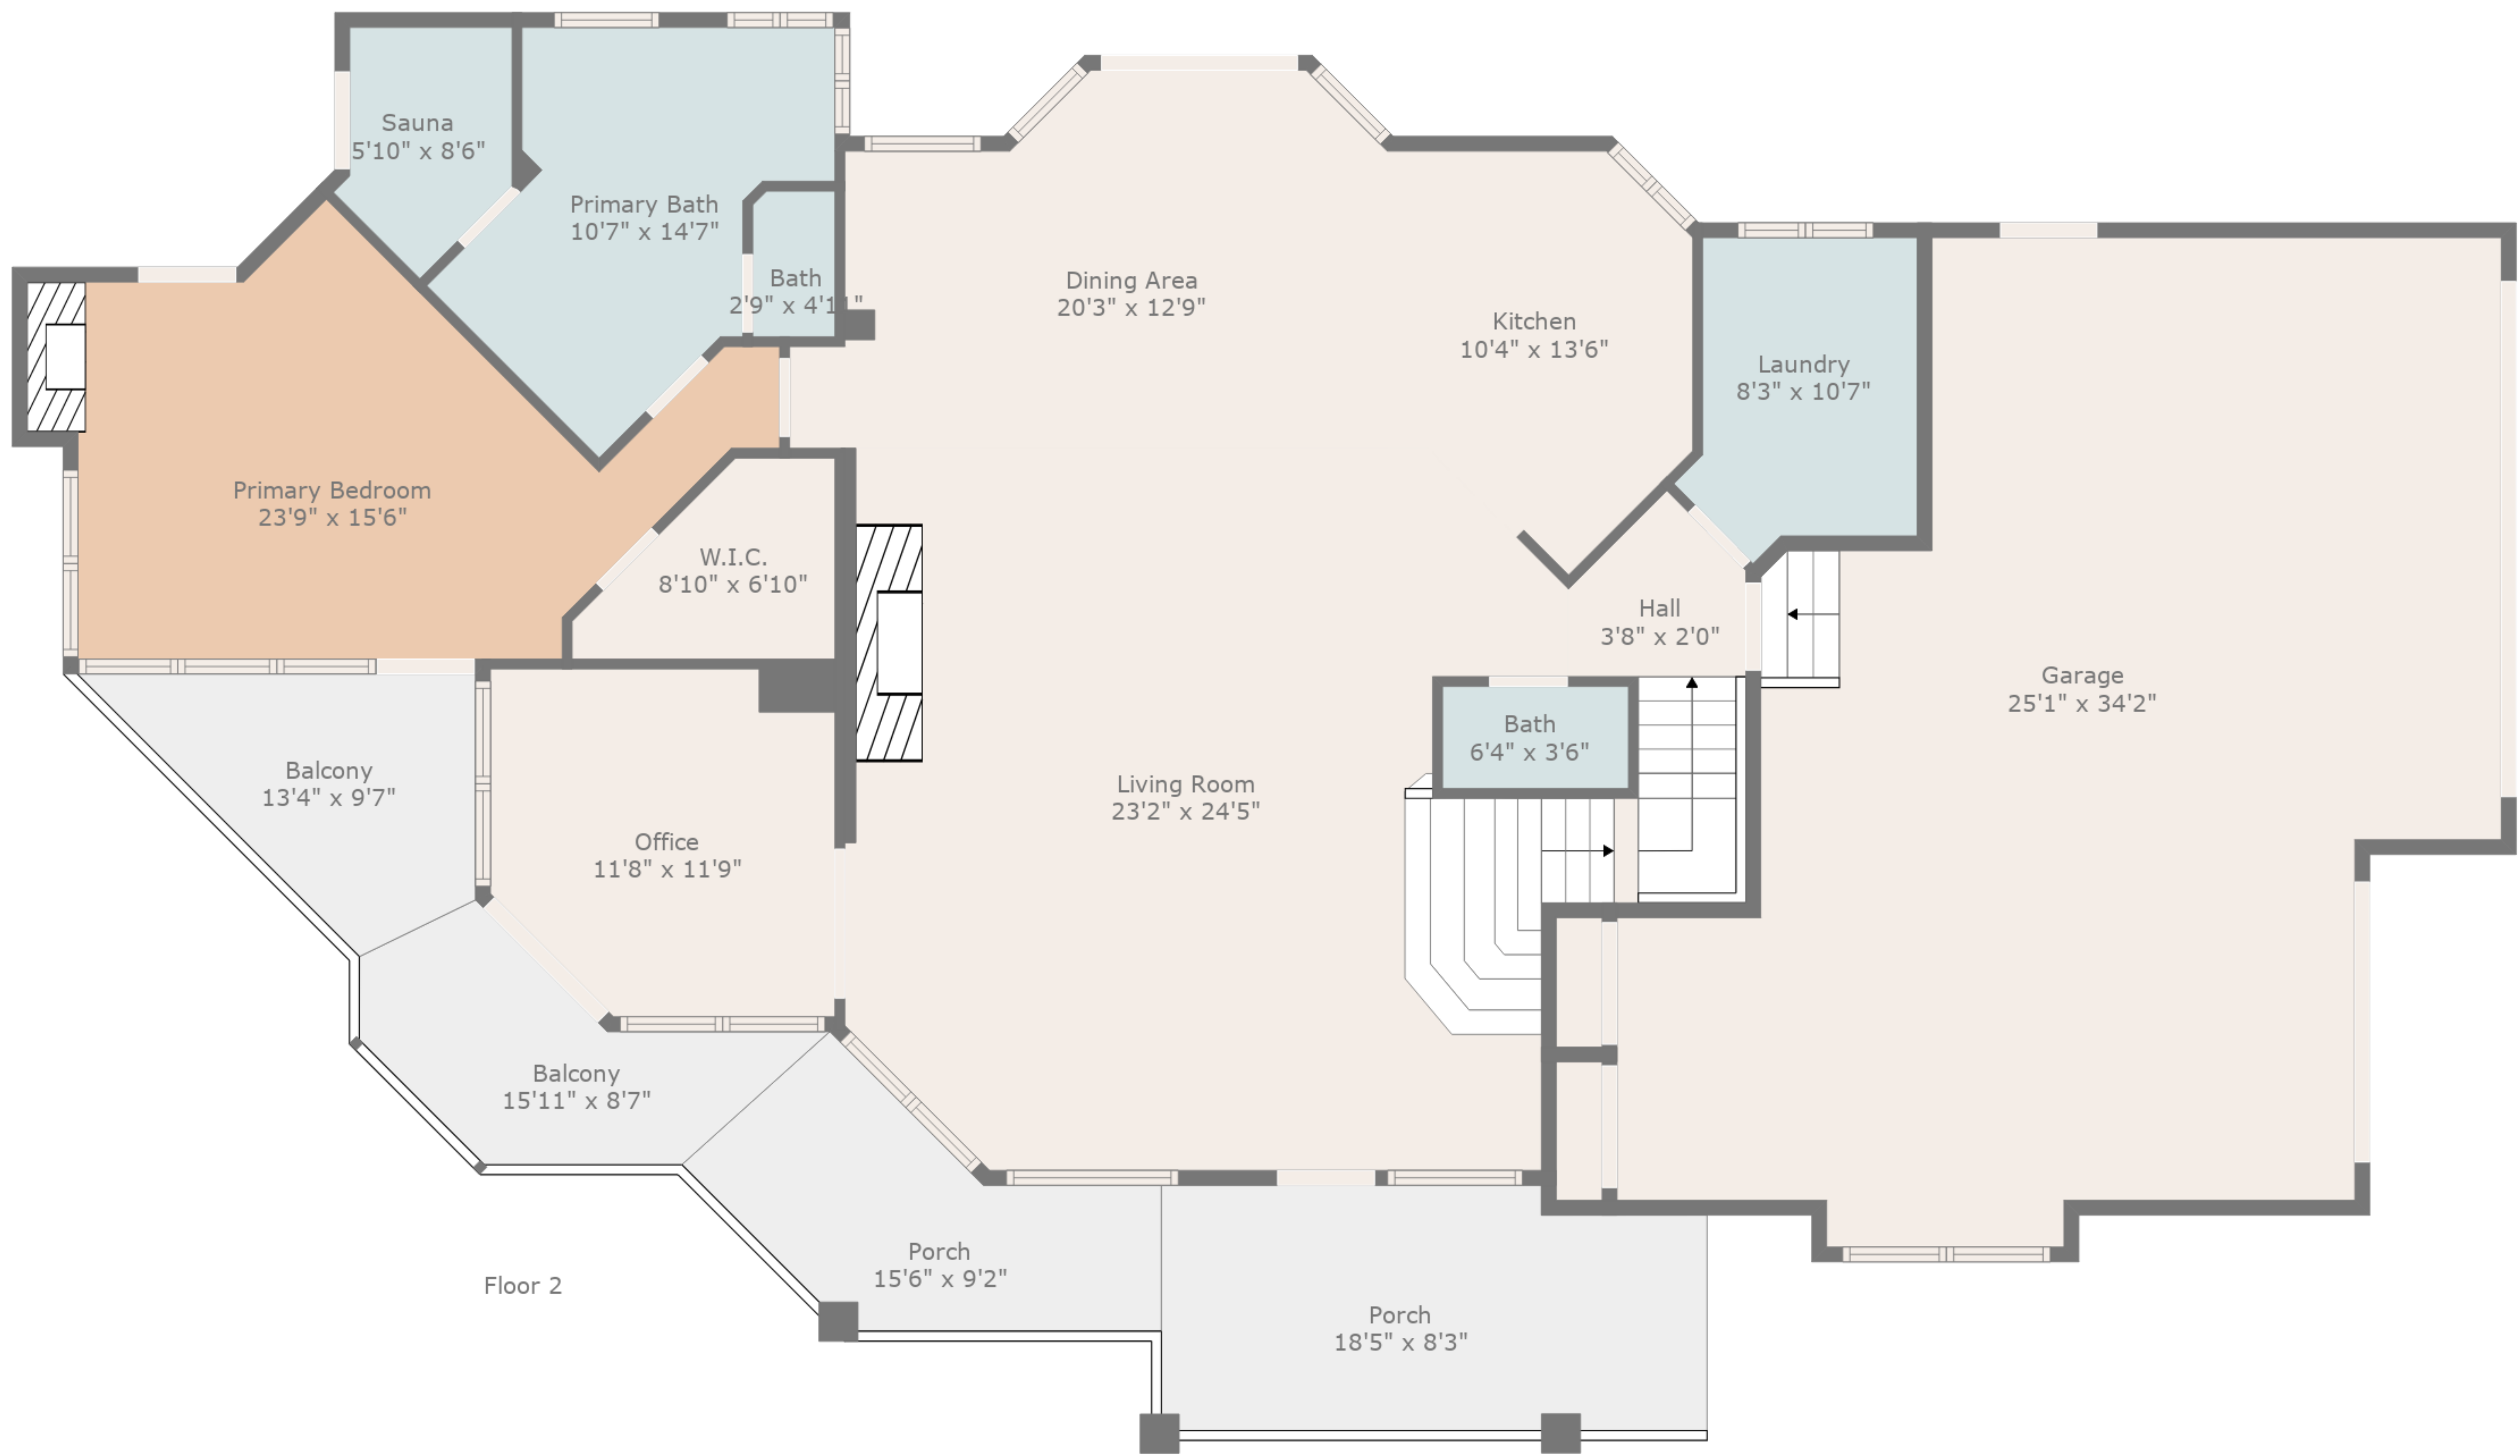 Sauna
5'10" x 8'6"
Primary Bath
10'7" x 14'7"
Bath
2'9" x 4'11"
Dining Area
20'3" x 12'9"
Kitchen
10'4" x 13'6"
Laundry
8'3" x 10'7"
Primary Bedroom
23'9" x 15'6"
W.I.C.
8'10" x 6'10"
Hall
3'8" x 2'0"
Garage
25'1" x 34'2"
Bath
6'4" x 3'6"
Balcony
13'4" x 9'7"
Living Room
23'2" x 24'5"
Office
11'8" x 11'9"
Balcony
15'11" x 8'7"
Porch
15'6" x 9'2"
Floor 2
Porch
18'5" x 8'3"